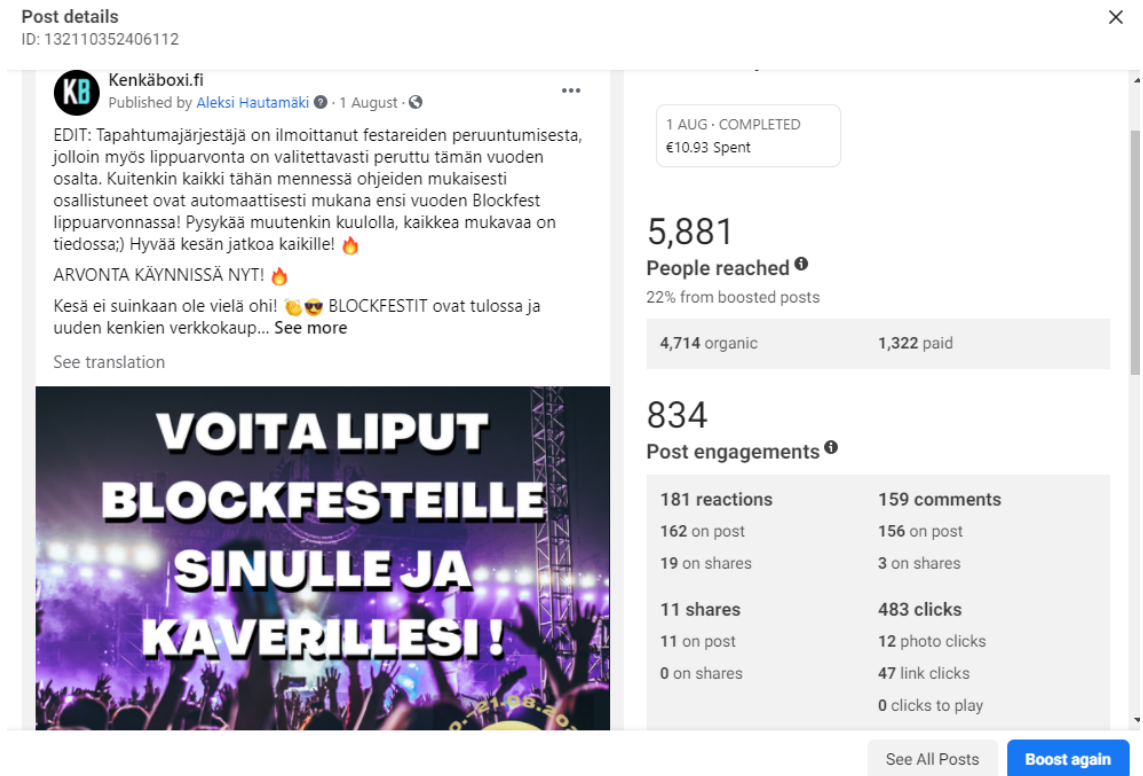 Post details
ID: 132110352406112
KB
Kenkäboxi.fi
Published by Aleksi Hautamäki · 1 August ·
EDIT: Tapahtumajärjestäjä on ilmoittanut festareiden peruuntumisesta,
jolloin myös lippuarvonta on valitettavasti peruttu tämän vuoden
osalta. Kuitenkin kaikki tähän mennessä ohjeiden mukaisesti
osallistuneet ovat automaattisesti mukana ensi vuoden Blockfest
lippuarvonnassa! Pysykää muutenkin kuulolla, kaikkea mukavaa on
tiedossa;) Hyvää kesän jatkoa kaikille! 🔥
ARVONTA KÄYNNISSÄ NYT! 🔥
Kesä ei suinkaan ole vielä ohi! 👏😎 BLOCKFESTIT ovat tulossa ja
uuden kenkien verkkokaup... See more
See translation
VOITA LIPUT
BLOCKFESTEILLE
SINULLE JA
KAVERILLESI !
1 AUG · COMPLETED
€10.93 Spent
5,881
People reached
22% from boosted posts
4,714 organic 1,322 paid
834
Post engagements
181 reactions 159 comments
162 on post 156 on post
19 on shares 3 on shares
11 shares 483 clicks
11 on post 12 photo clicks
0 on shares 47 link clicks
0 clicks to play
See All Posts Boost again